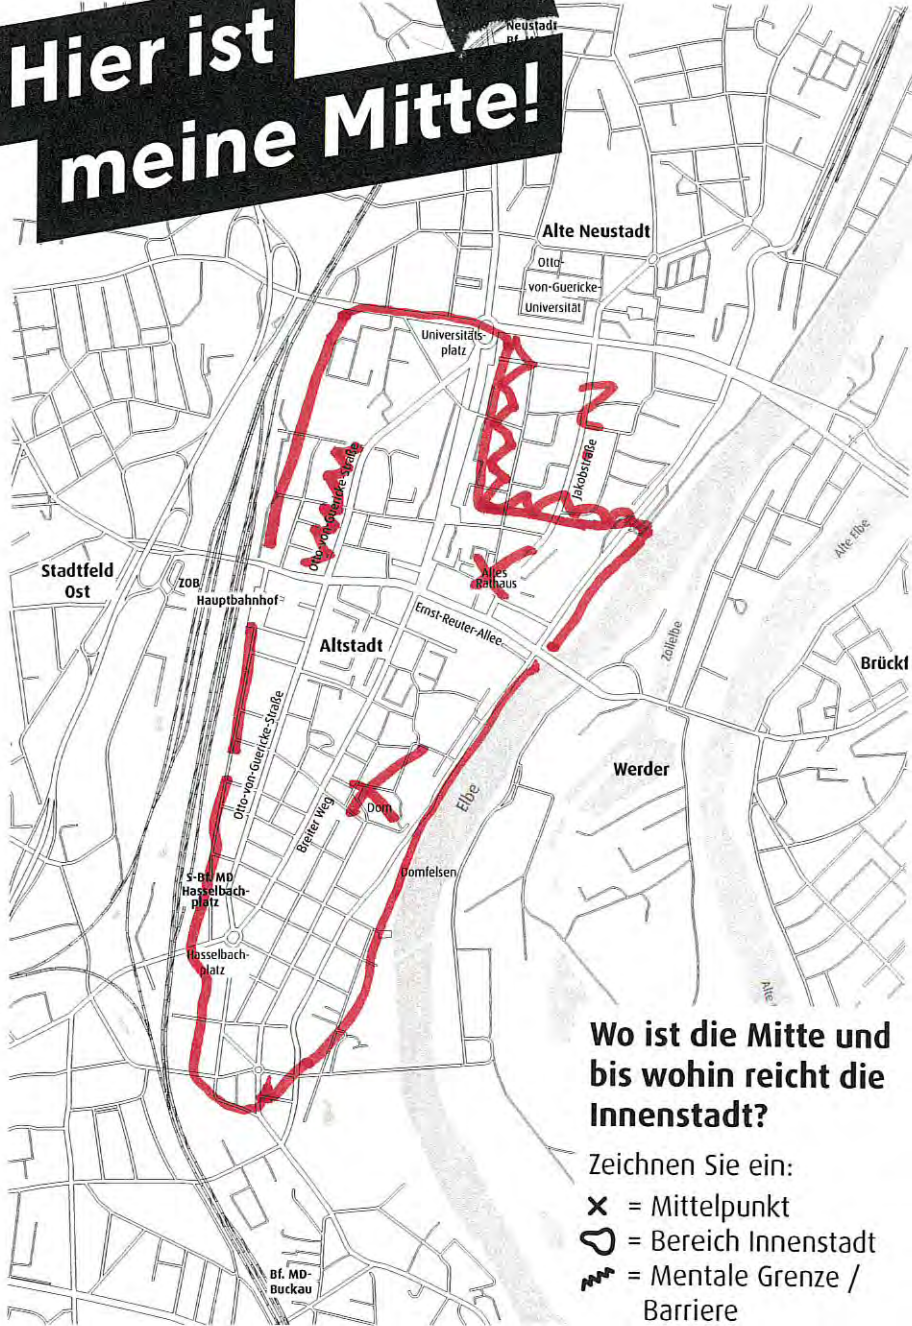 Hier ist
meine Mitte!
Neustadt
Alte Neustadt
Otto-
von-Guericke-
Universität
Universitäts-
platz
Jakobstraße
Otto-von-Guericke-Straße
Alte Elbe
Stadtfeld
Ost
ZOB
Hauptbahnhof
Altes
Rathaus
Ernst-Reuter-Allee
Altstadt
Zollelbe
Brückf
Otto-von-Guericke-Straße
Breiter Weg
Dom
Elbe
Werder
Domfelsen
S-Bf. MD
Hasselbach-
platz
Hasselbach-
platz
Alte
Wo ist die Mitte und
bis wohin reicht die
Innenstadt?
Zeichnen Sie ein:
= Mittelpunkt
= Bereich Innenstadt
= Mentale Grenze /
Barriere
Bf. MD-
Buckau